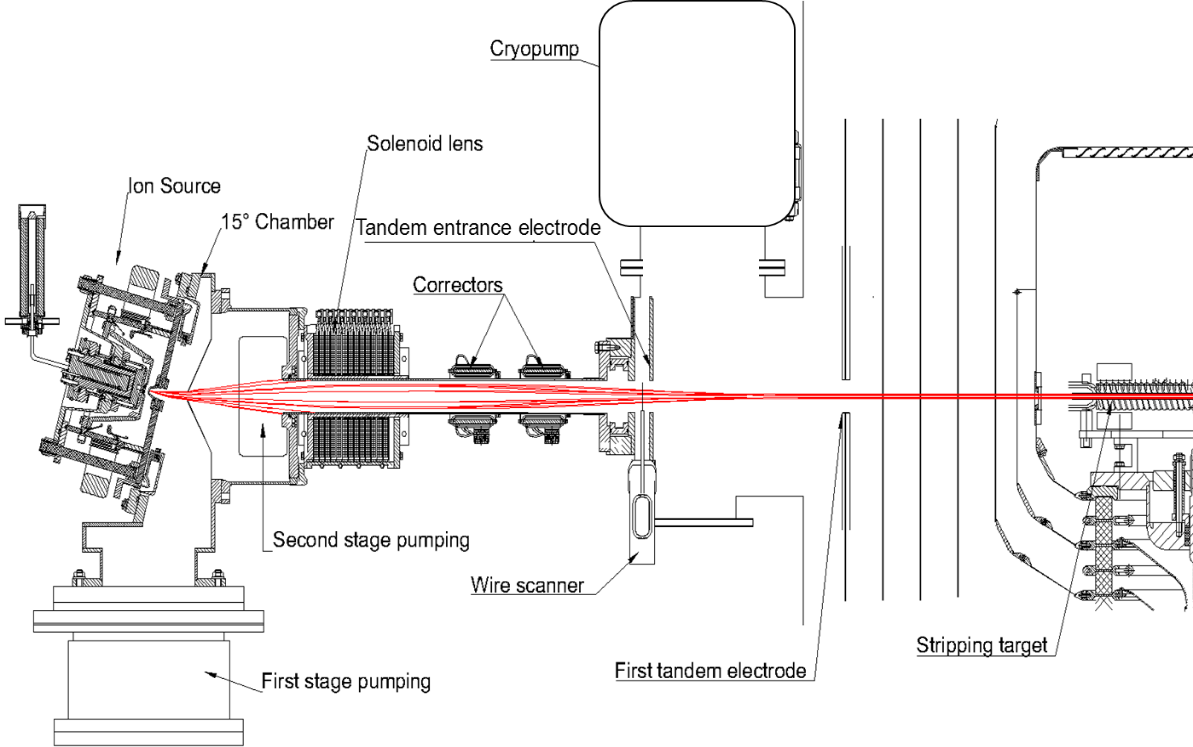 Cryopump
Solenoid lens
Ion Source
15° Chamber
Tandem entrance electrode
Correctors
Second stage pumping
Wire scanner
Stripping target
First tandem electrode
First stage pumping